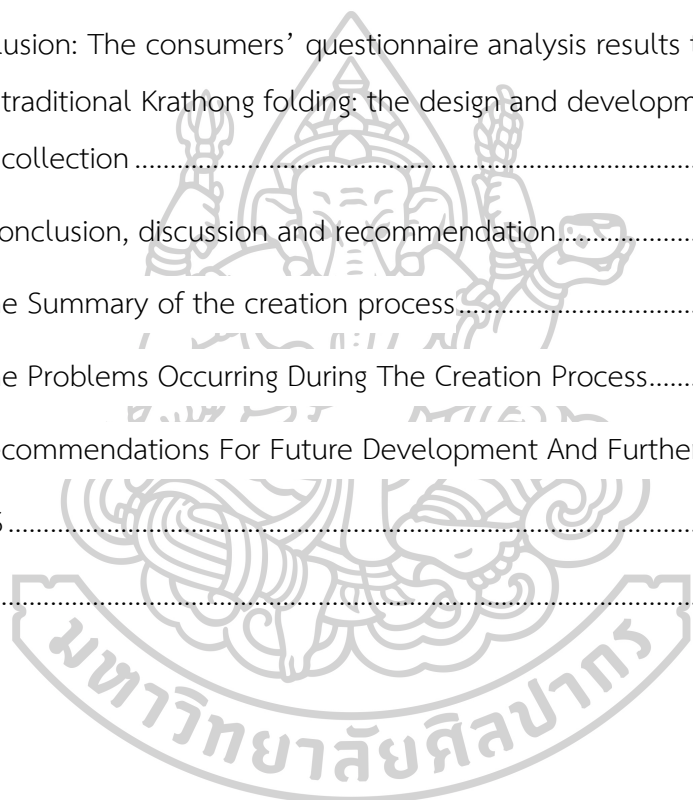 lusion: The consumers’ questionnaire analysis results
traditional Krathong folding: the design and developm
collection ................................................................
onclusion, discussion and recommendation.....................
e Summary of the creation process..............................
e Problems Occurring During The Creation Process......
commendations For Future Development And Further
s ................................................................................
................................................................................
มหาวิทยาลัยศิลปากร